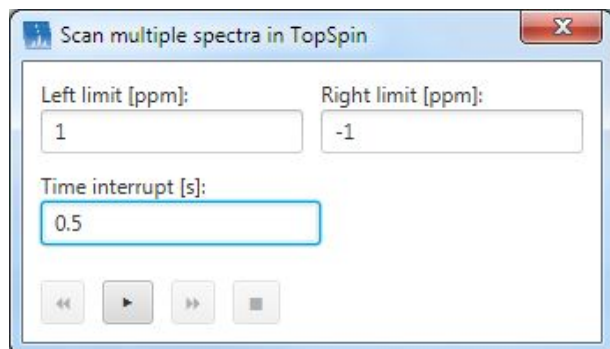 Scan multiple spectra in TopSpin
Left limit [ppm]: Right limit [ppm]:
1 -1
Time interrupt [s]:
0.5